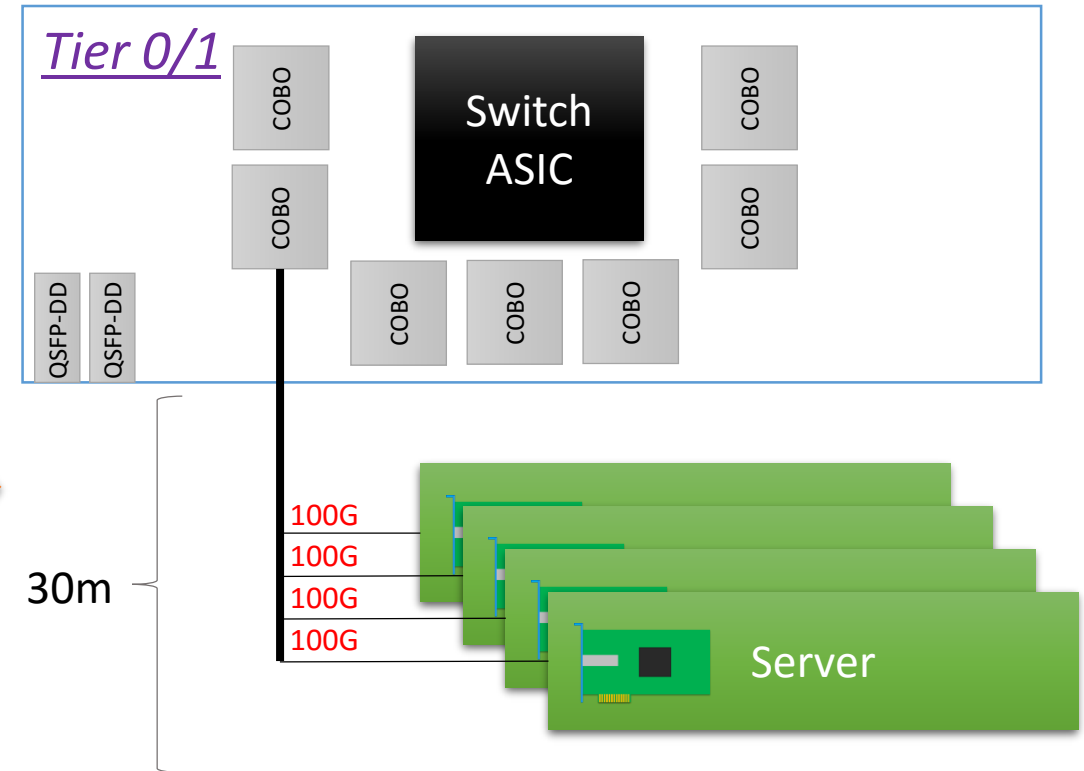 Tier 0/1
COBO
Switch
ASIC
COBO
COBO
COBO
QSFP-DD
QSFP-DD
COBO
COBO
COBO
30m
100G
100G
100G
100G
Server